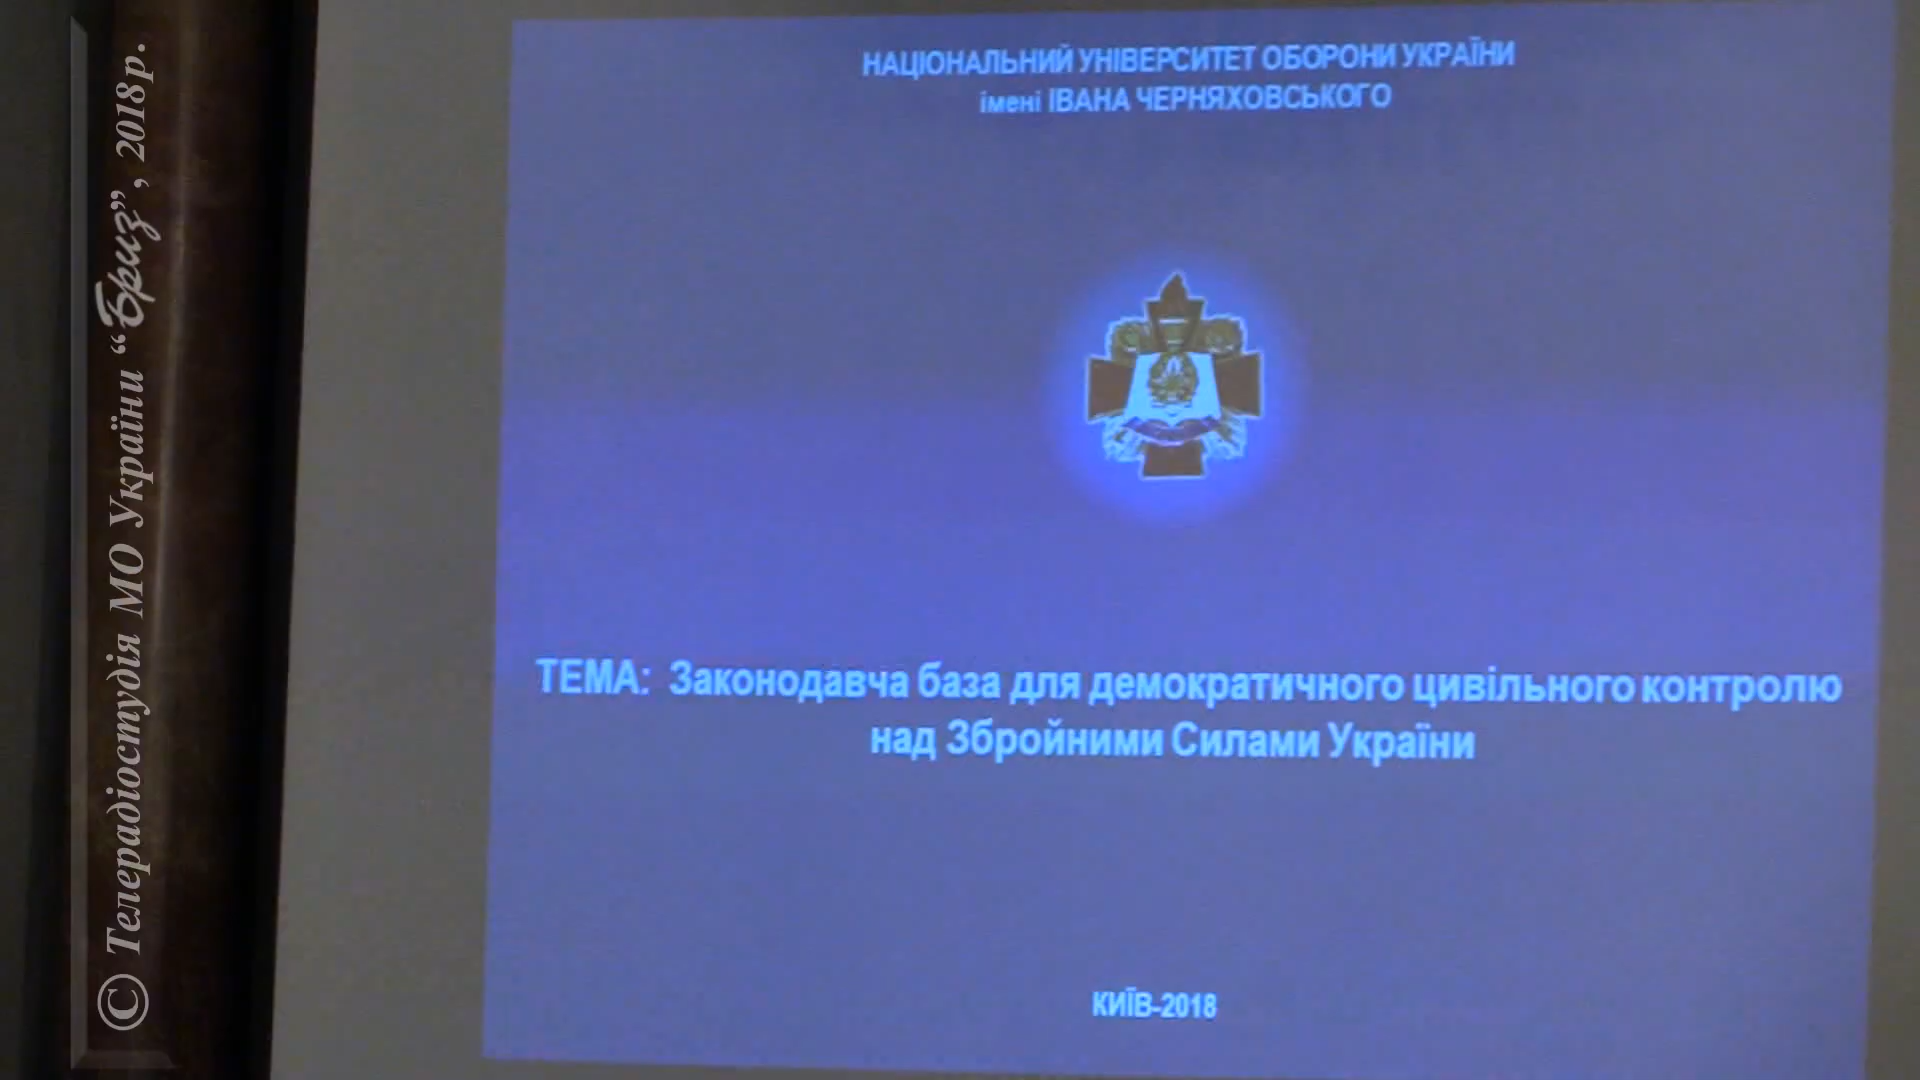 НАЦІОНАЛЬНИЙ УНІВЕРСИТЕТ ОБОРОНИ УКРАЇНИ
імені ІВАНА ЧЕРНЯХОВСЬКОГО
ТЕМА: Законодавча база для демократичного цивільного контролю
над Збройними Силами України
КИЇВ-2018
© Телерадіостудія МО України “Бриз”, 2018р.